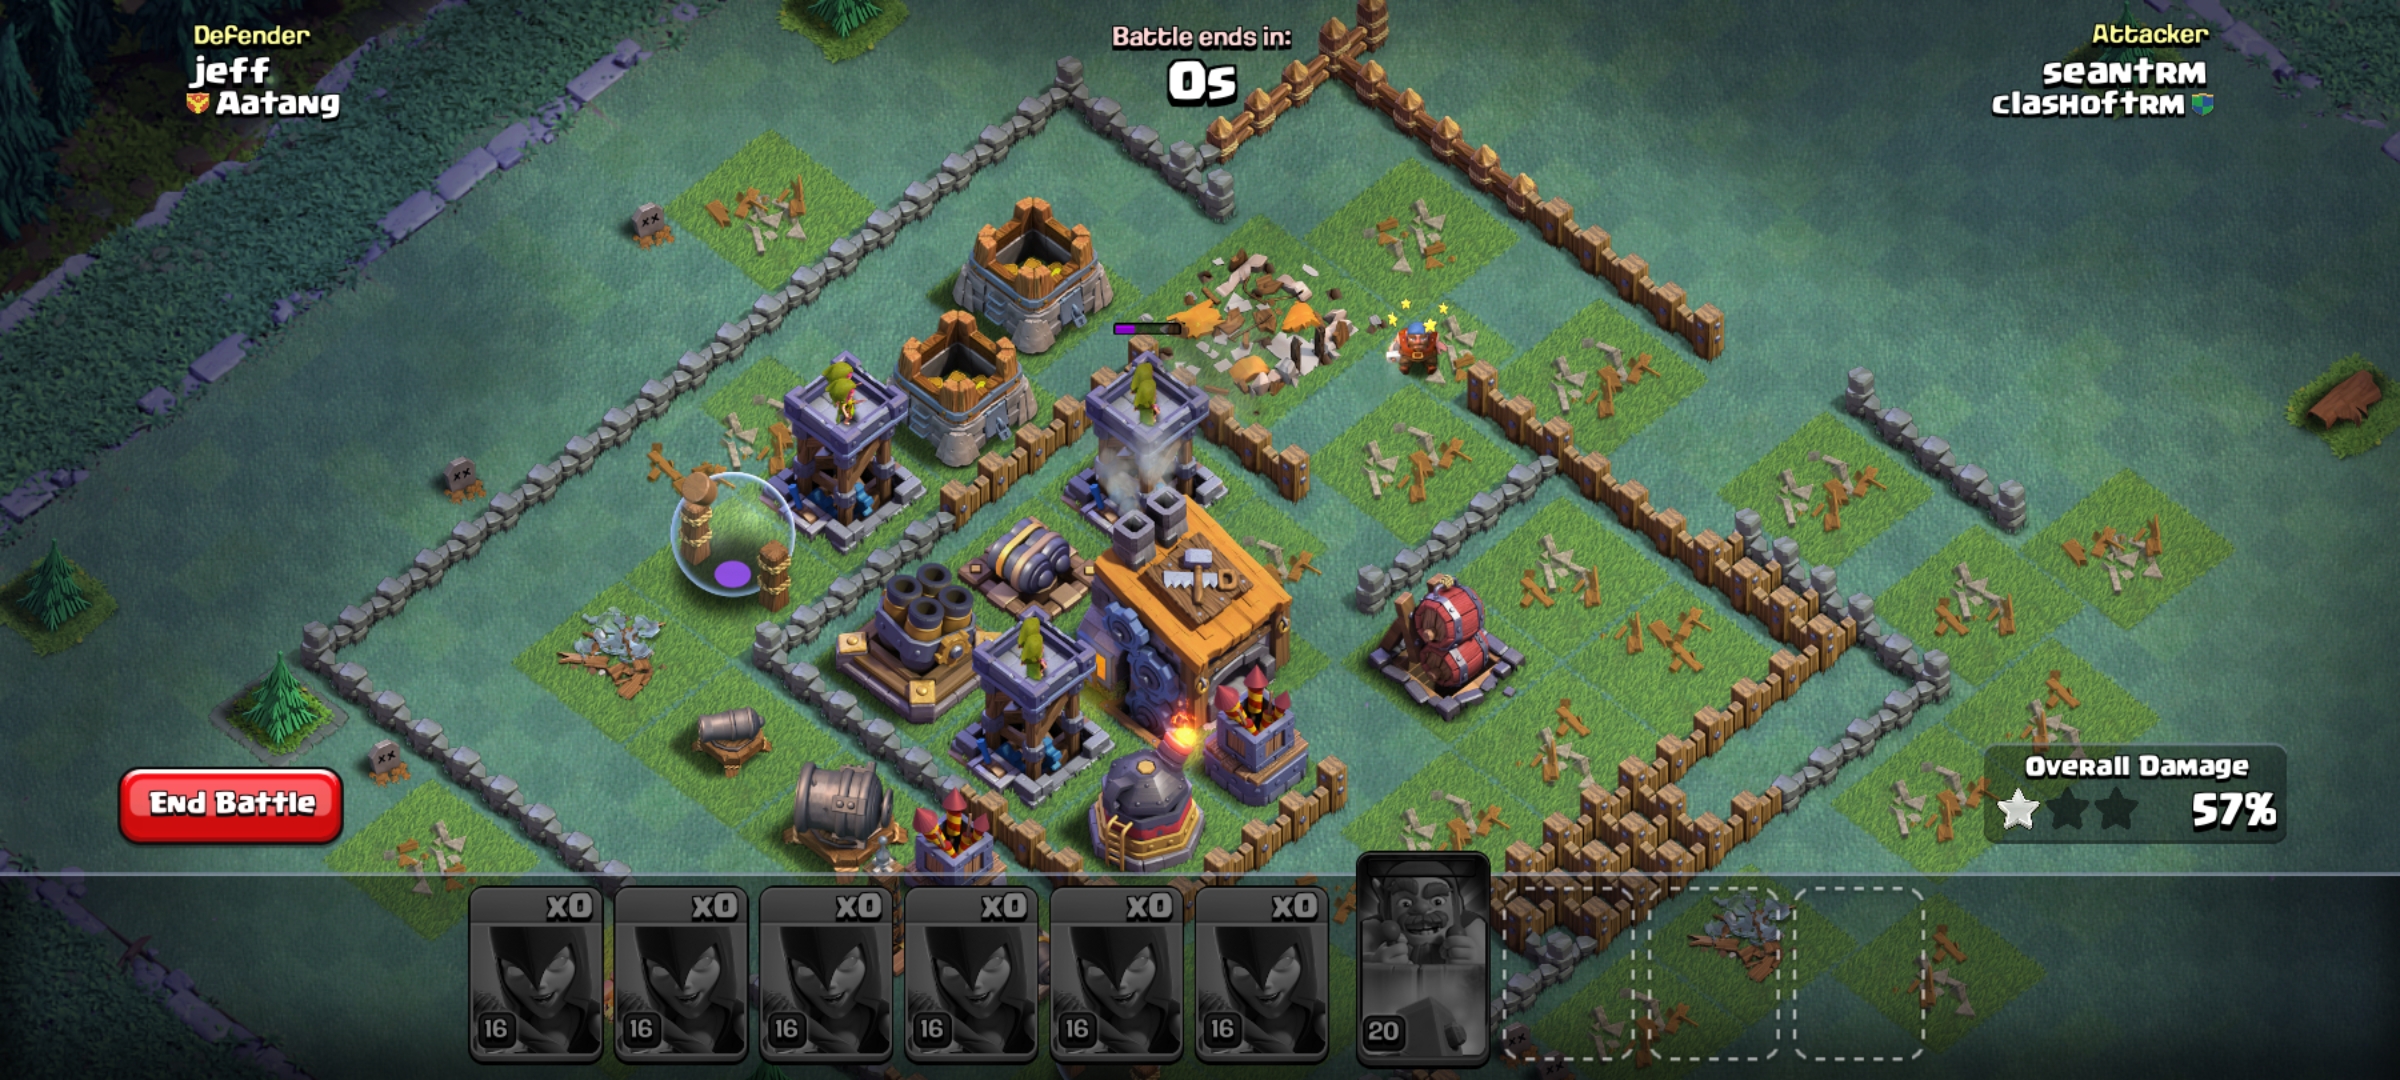 Defender
jeff
Aatang
Battle ends in:
0s
Attacker
seantRM
clashoftRM
End Battle
Overall Damage
57%
x0
x0
x0
x0
x0
x0
16
16
16
16
16
16
20